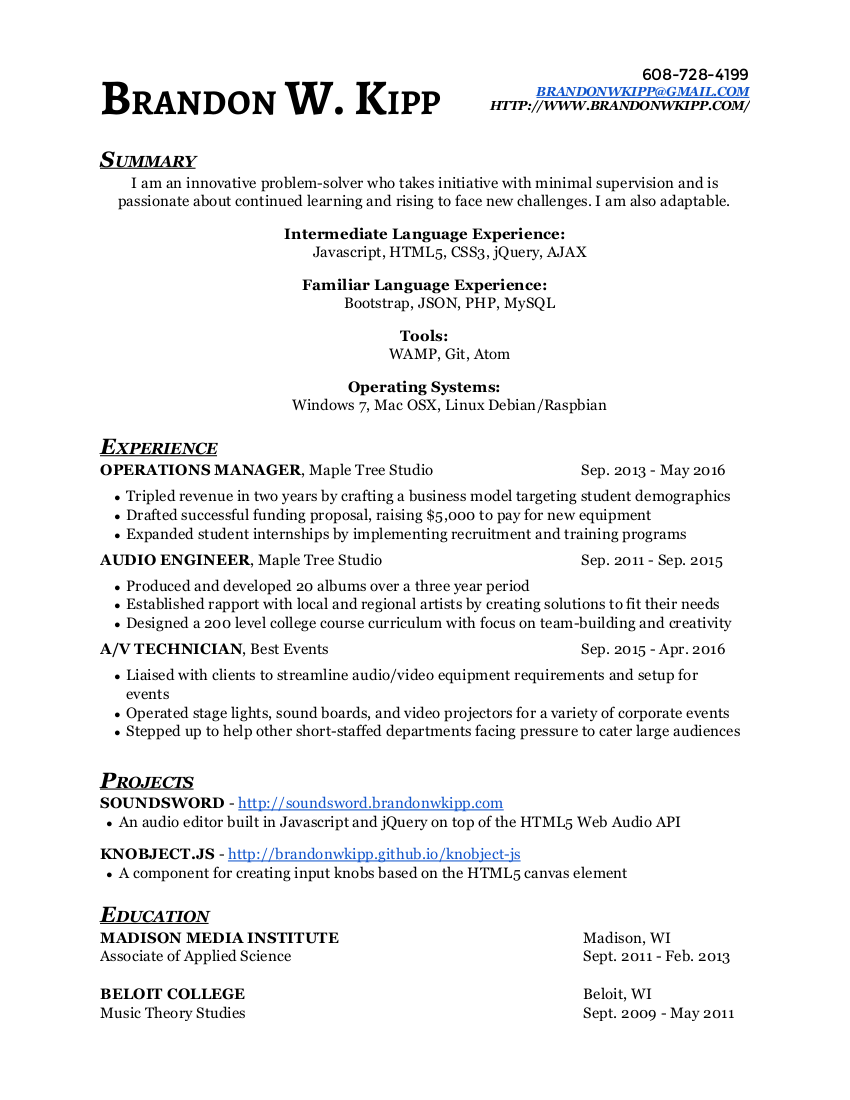 BRANDON W. KIPP
608-728-4199
BRANDONWKIPP@GMAIL.COM
HTTP://WWW.BRANDONWKIPP.COM/
SUMMARY
I am an innovative problem-solver who takes initiative with minimal supervision and is
passionate about continued learning and rising to face new challenges. I am also adaptable.
Intermediate Language Experience:
Javascript, HTML5, CSS3, jQuery, AJAX
Familiar Language Experience:
Bootstrap, JSON, PHP, MySQL
Tools:
WAMP, Git, Atom
Operating Systems:
Windows 7, Mac OSX, Linux Debian/Raspbian
EXPERIENCE
OPERATIONS MANAGER, Maple Tree Studio Sep. 2013 - May 2016
• Tripled revenue in two years by crafting a business model targeting student demographics
• Drafted successful funding proposal, raising $5,000 to pay for new equipment
• Expanded student internships by implementing recruitment and training programs
AUDIO ENGINEER, Maple Tree Studio Sep. 2011 - Sep. 2015
• Produced and developed 20 albums over a three year period
• Established rapport with local and regional artists by creating solutions to fit their needs
• Designed a 200 level college course curriculum with focus on team-building and creativity
A/V TECHNICIAN, Best Events Sep. 2015 - Apr. 2016
• Liaised with clients to streamline audio/video equipment requirements and setup for
events
• Operated stage lights, sound boards, and video projectors for a variety of corporate events
• Stepped up to help other short-staffed departments facing pressure to cater large audiences
PROJECTS
SOUNDSWORD - http://soundsword.brandonwkipp.com
• An audio editor built in Javascript and jQuery on top of the HTML5 Web Audio API
KNOBJECT.JS - http://brandonwkipp.github.io/knobject-js
• A component for creating input knobs based on the HTML5 canvas element
EDUCATION
MADISON MEDIA INSTITUTE Madison, WI
Associate of Applied Science Sept. 2011 - Feb. 2013
BELOIT COLLEGE Beloit, WI
Music Theory Studies Sept. 2009 - May 2011